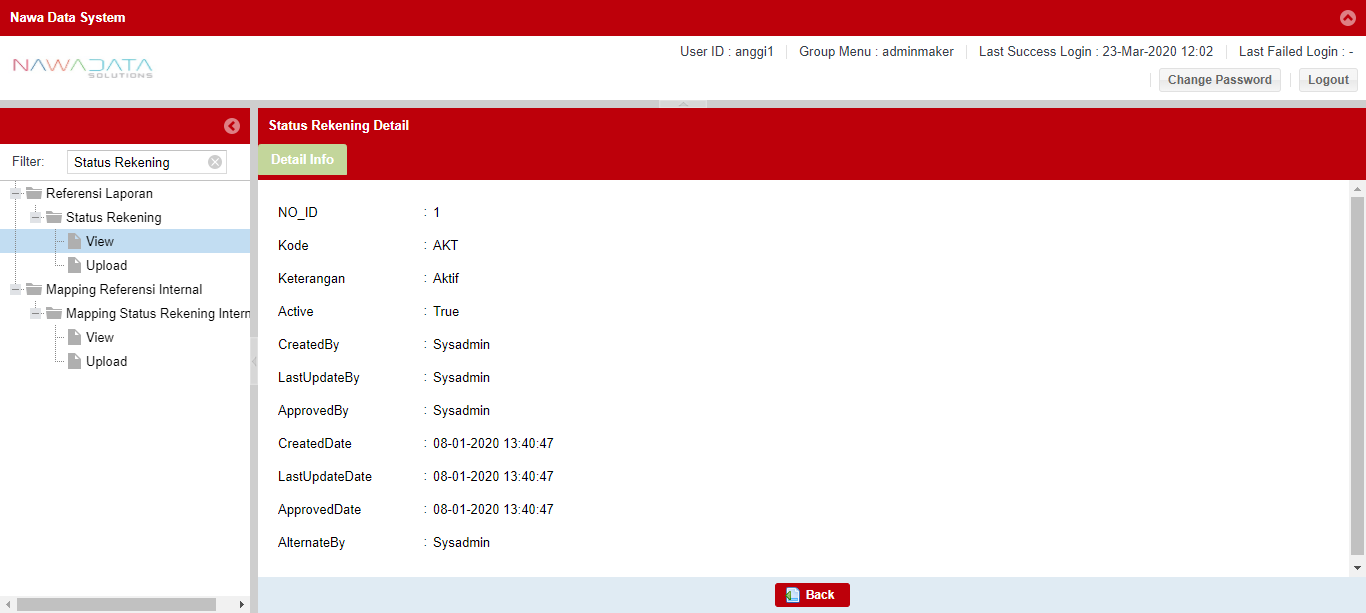 Nawa Data System
NAWADATA
SOLUTIONS
User ID : anggi1 Group Menu : adminmaker Last Success Login : 23-Mar-2020 12:02 Last Failed Login : -
Change Password Logout
Filter: Status Rekening
Referensi Laporan
Status Rekening
View
Upload
Mapping Referensi Internal
Mapping Status Rekening Intern
View
Upload
Status Rekening Detail
Detail Info
NO_ID : 1
Kode : AKT
Keterangan : Aktif
Active : True
CreatedBy : Sysadmin
LastUpdateBy : Sysadmin
ApprovedBy : Sysadmin
CreatedDate : 08-01-2020 13:40:47
LastUpdateDate : 08-01-2020 13:40:47
ApprovedDate : 08-01-2020 13:40:47
AlternateBy : Sysadmin
Back